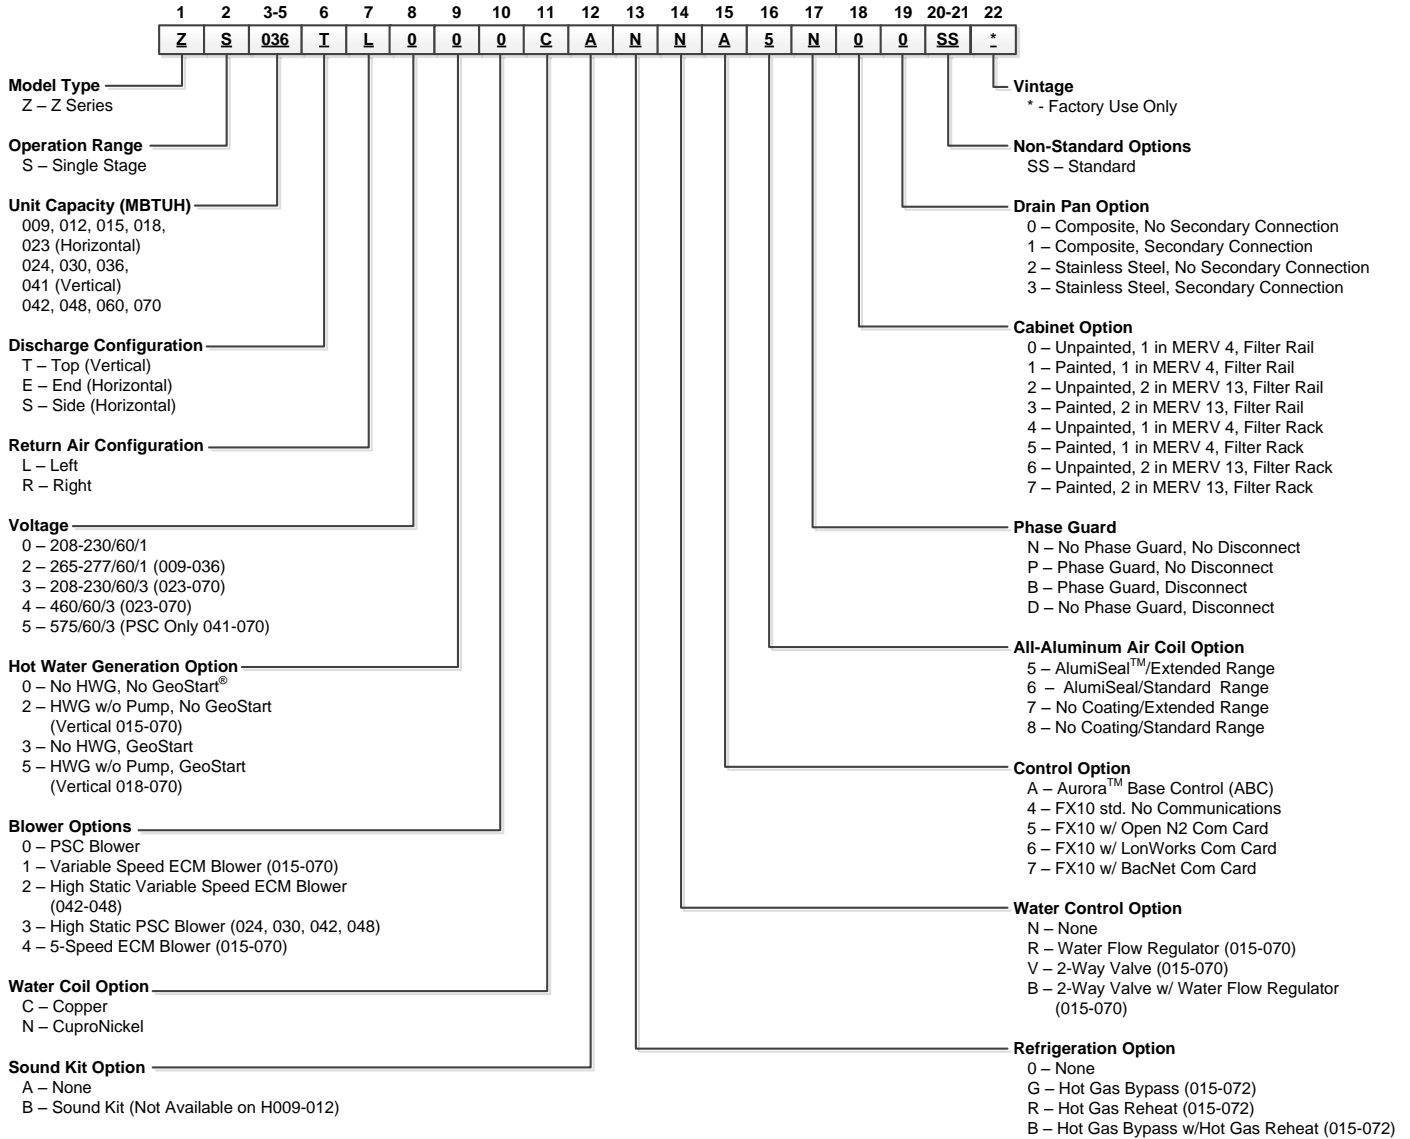 1 2 3-5 6 7 8 9 10 11 12 13 14 15 16 17 18 19 20-21 22
Z S 036 T L 0 0 0 C A N N A 5 N 0 0 SS *
Model Type
Z – Z Series
Operation Range
S – Single Stage
Unit Capacity (MBTUH)
009, 012, 015, 018,
023 (Horizontal)
024, 030, 036,
041 (Vertical)
042, 048, 060, 070
Discharge Configuration
T – Top (Vertical)
E – End (Horizontal)
S – Side (Horizontal)
Return Air Configuration
L – Left
R – Right
Voltage
0 – 208-230/60/1
2 – 265-277/60/1 (009-036)
3 – 208-230/60/3 (023-070)
4 – 460/60/3 (023-070)
5 – 575/60/3 (PSC Only 041-070)
Hot Water Generation Option
0 – No HWG, No GeoStart®
2 – HWG w/o Pump, No GeoStart
(Vertical 015-070)
3 – No HWG, GeoStart
5 – HWG w/o Pump, GeoStart
(Vertical 018-070)
Blower Options
0 – PSC Blower
1 – Variable Speed ECM Blower (015-070)
2 – High Static Variable Speed ECM Blower
(042-048)
3 – High Static PSC Blower (024, 030, 042, 048)
4 – 5-Speed ECM Blower (015-070)
Water Coil Option
C – Copper
N – CuproNickel
Sound Kit Option
A – None
B – Sound Kit (Not Available on H009-012)
Vintage
* - Factory Use Only
Non-Standard Options
SS – Standard
Drain Pan Option
0 – Composite, No Secondary Connection
1 – Composite, Secondary Connection
2 – Stainless Steel, No Secondary Connection
3 – Stainless Steel, Secondary Connection
Cabinet Option
0 – Unpainted, 1 in MERV 4, Filter Rail
1 – Painted, 1 in MERV 4, Filter Rail
2 – Unpainted, 2 in MERV 13, Filter Rail
3 – Painted, 2 in MERV 13, Filter Rail
4 – Unpainted, 1 in MERV 4, Filter Rack
5 – Painted, 1 in MERV 4, Filter Rack
6 – Unpainted, 2 in MERV 13, Filter Rack
7 – Painted, 2 in MERV 13, Filter Rack
Phase Guard
N – No Phase Guard, No Disconnect
P – Phase Guard, No Disconnect
B – Phase Guard, Disconnect
D – No Phase Guard, Disconnect
All-Aluminum Air Coil Option
5 – AlumiSeal™/Extended Range
6 – AlumiSeal/Standard Range
7 – No Coating/Extended Range
8 – No Coating/Standard Range
Control Option
A – Aurora™ Base Control (ABC)
4 – FX10 std. No Communications
5 – FX10 w/ Open N2 Com Card
6 – FX10 w/ LonWorks Com Card
7 – FX10 w/ BacNet Com Card
Water Control Option
N – None
R – Water Flow Regulator (015-070)
V – 2-Way Valve (015-070)
B – 2-Way Valve w/ Water Flow Regulator
(015-070)
Refrigeration Option
0 – None
G – Hot Gas Bypass (015-072)
R – Hot Gas Reheat (015-072)
B – Hot Gas Bypass w/Hot Gas Reheat (015-072)